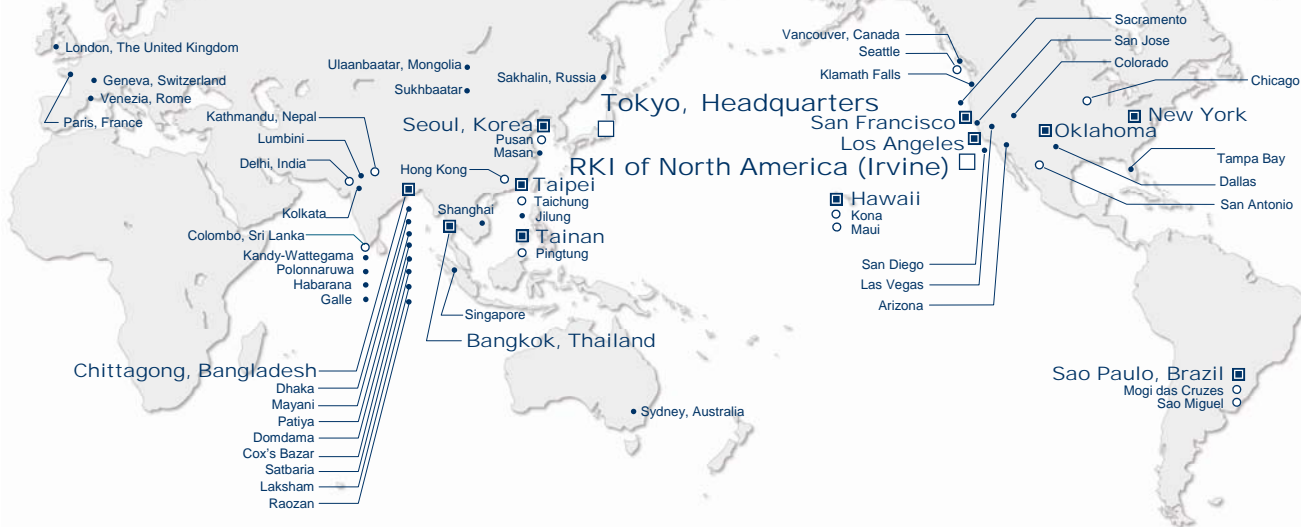 London, The United Kingdom
Geneva, Switzerland
Venezia, Rome
Paris, France
Ulaanbaatar, Mongolia
Sukhbaatar
Sakhalin, Russia
Kathmandu, Nepal
Lumbini
Delhi, India
Kolkata
Colombo, Sri Lanka
Kandy-Wattegama
Polonnaruwa
Habarana
Galle
Seoul, Korea
Pusan
Masan
Tokyo, Headquarters
RKI of North America (Irvine)
Hong Kong
Taipei
Taichung
Jilung
Tainan
Pingtung
Shanghai
Singapore
Bangkok, Thailand
Chittagong, Bangladesh
Dhaka
Mayani
Patiya
Domdama
Cox's Bazar
Satbaria
Laksham
Raozan
Sydney, Australia
Hawaii
Kona
Maui
Vancouver, Canada
Seattle
Klamath Falls
San Francisco
Los Angeles
Sacramento
San Jose
Colorado
Chicago
New York
Oklahoma
Tampa Bay
Dallas
San Antonio
San Diego
Las Vegas
Arizona
Sao Paulo, Brazil
Mogi das Cruzes
Sao Miguel